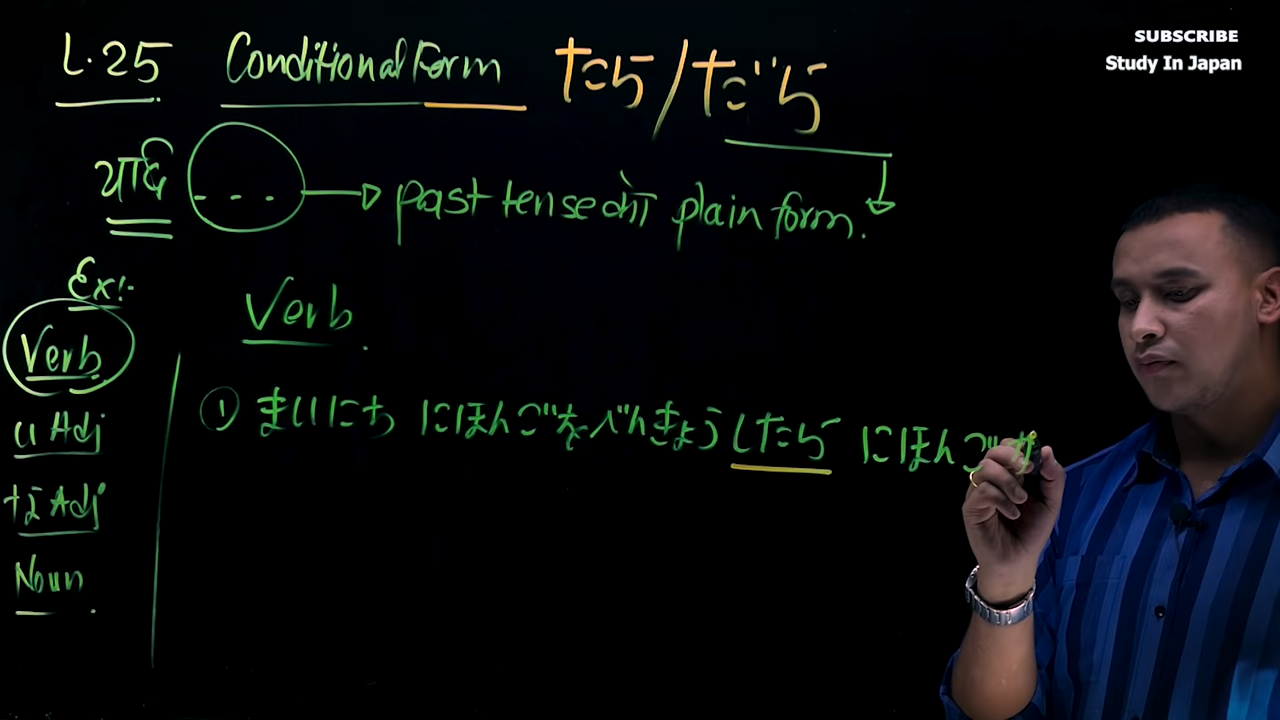 SUBSCRIBE
Study In Japan
L.25 Conditional Form たら/だら
यदि ... past tense को plain form.
Ex:-
Verb
い Adj
な Adj
Noun
Verb.
① まいにち にほんごをべんきょうしたら にほんごが